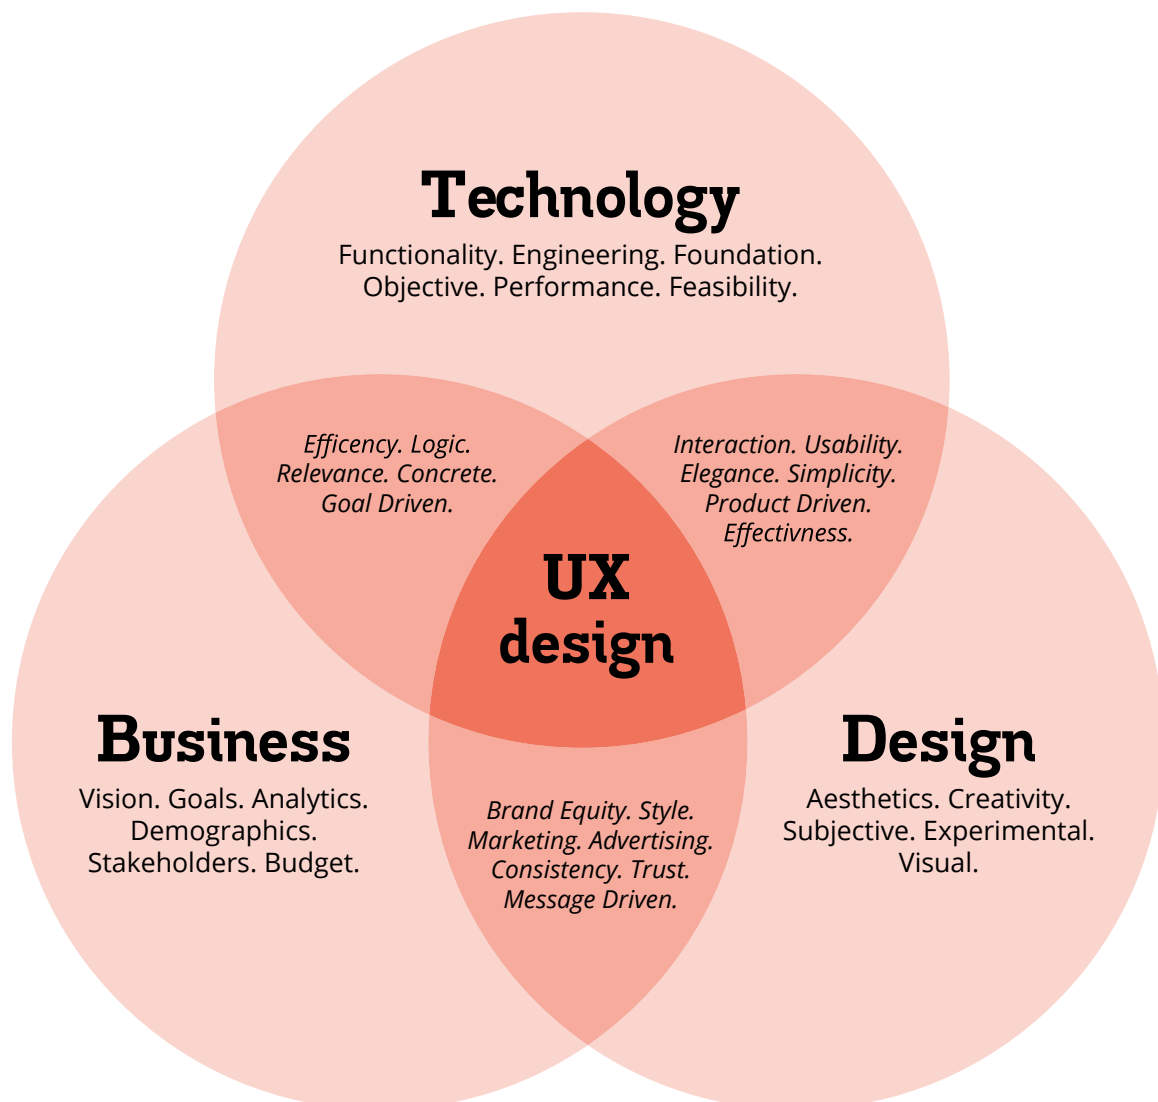 Technology
Functionality. Engineering. Foundation.
Objective. Performance. Feasibility.
Efficency. Logic.
Relevance. Concrete.
Goal Driven.
Interaction. Usability.
Elegance. Simplicity.
Product Driven.
Effectivness.
UX
design
Business
Vision. Goals. Analytics.
Demographics.
Stakeholders. Budget.
Brand Equity. Style.
Marketing. Advertising.
Consistency. Trust.
Message Driven.
Design
Aesthetics. Creativity.
Subjective. Experimental.
Visual.